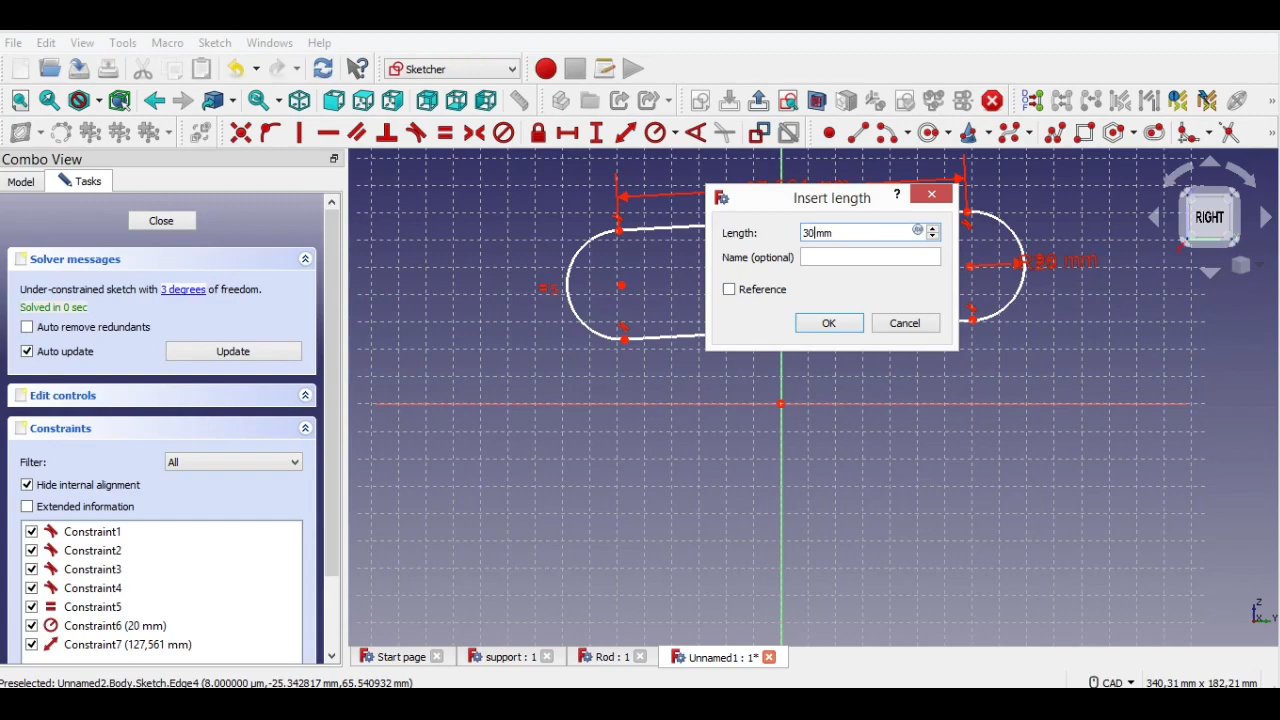 File Edit View Tools Macro Sketch Windows Help
Sketcher
Combo View
Model Tasks
Close
Solver messages
Under-constrained sketch with 3 degrees of freedom.
Solved in 0 sec
Auto remove redundants
Auto update Update
Edit controls
Constraints
Filter: All
Hide internal alignment
Extended information
Constraint1
Constraint2
Constraint3
Constraint4
Constraint5
Constraint6 (20 mm)
Constraint7 (127,561 mm)
Insert length
Length: 30 mm
Name (optional)
Reference
OK Cancel
mm
RIGHT
Z
X Y
Start page support : 1 Rod : 1 Unnamed1 : 1*
Preselected: Unnamed2.Body.Sketch.Edge4 (8.000000 µm,-25.342817 mm,65.540932 mm)
CAD 340,31 mm x 182,21 mm